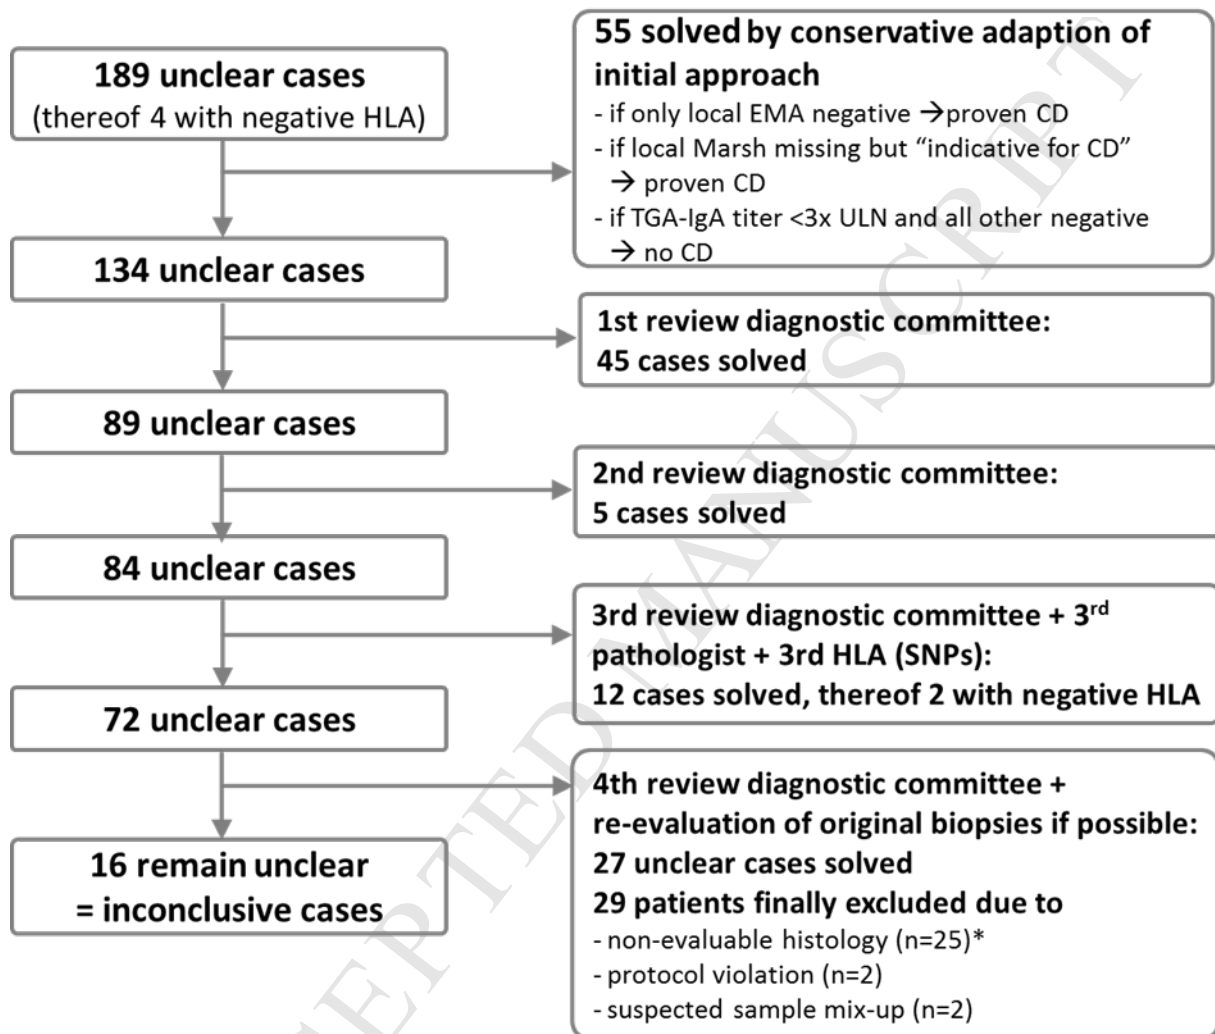 189 unclear cases
(thereof 4 with negative HLA)
55 solved by conservative adaption of
initial approach
- if only local EMA negative →proven CD
- if local Marsh missing but “indicative for CD”
→ proven CD
- if TGA-IgA titer <3x ULN and all other negative
→ no CD
134 unclear cases
1st review diagnostic committee:
45 cases solved
89 unclear cases
2nd review diagnostic committee:
5 cases solved
84 unclear cases
3rd review diagnostic committee + 3rd
pathologist + 3rd HLA (SNPs):
12 cases solved, thereof 2 with negative HLA
72 unclear cases
4th review diagnostic committee +
re-evaluation of original biopsies if possible:
27 unclear cases solved
29 patients finally excluded due to
- non-evaluable histology (n=25)*
- protocol violation (n=2)
- suspected sample mix-up (n=2)
16 remain unclear
= inconclusive cases
EPTED MANUSCRIPT